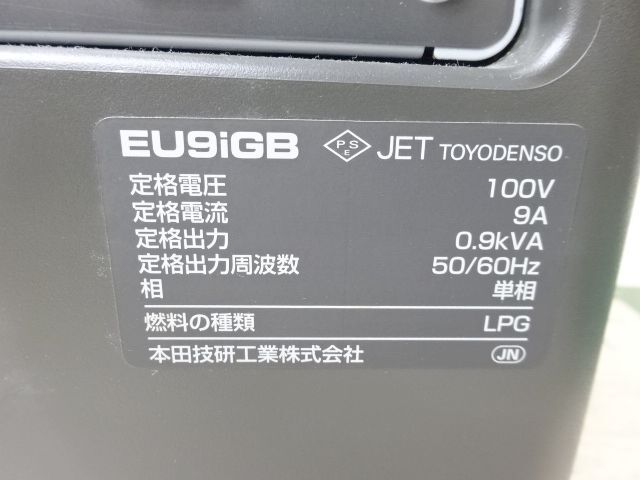 EU9iGB PSE JET TOYODENSO
定格電圧 100V
定格電流 9A
定格出力 0.9kVA
定格出力周波数 50/60Hz
相 単相
燃料の種類 LPG
本田技研工業株式会社 JN